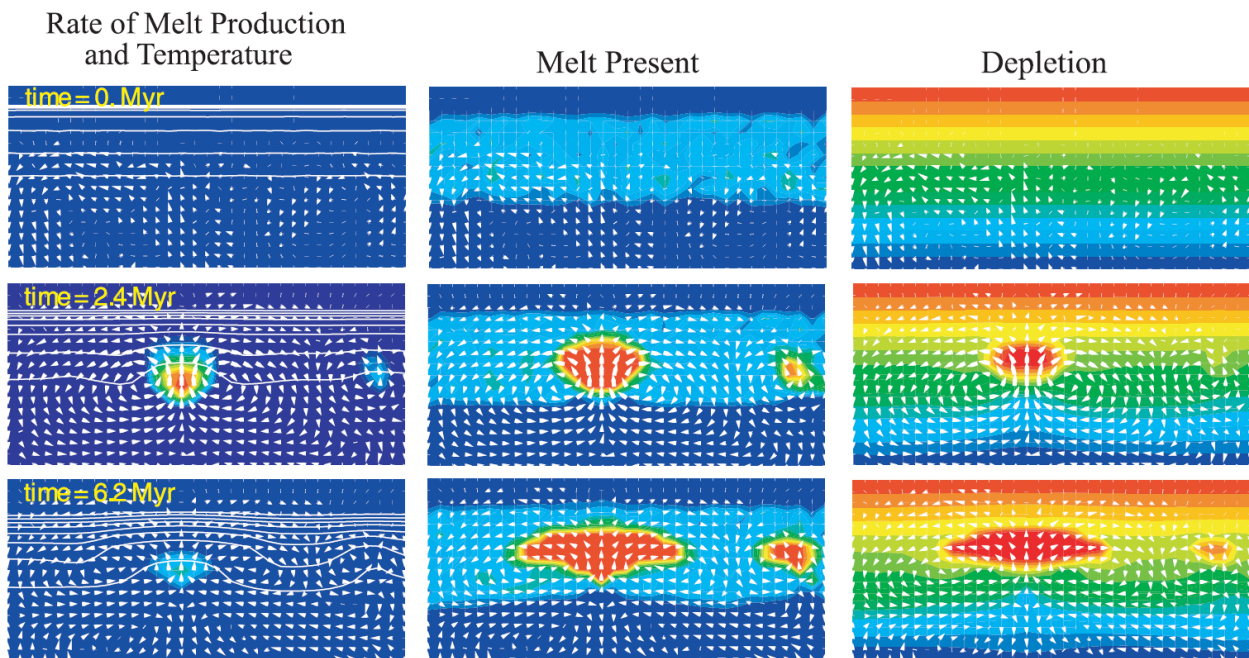 Rate of Melt Production
and Temperature
Melt Present
Depletion
time= 0. Myr
time= 2.4 Myr
time= 6.2 Myr